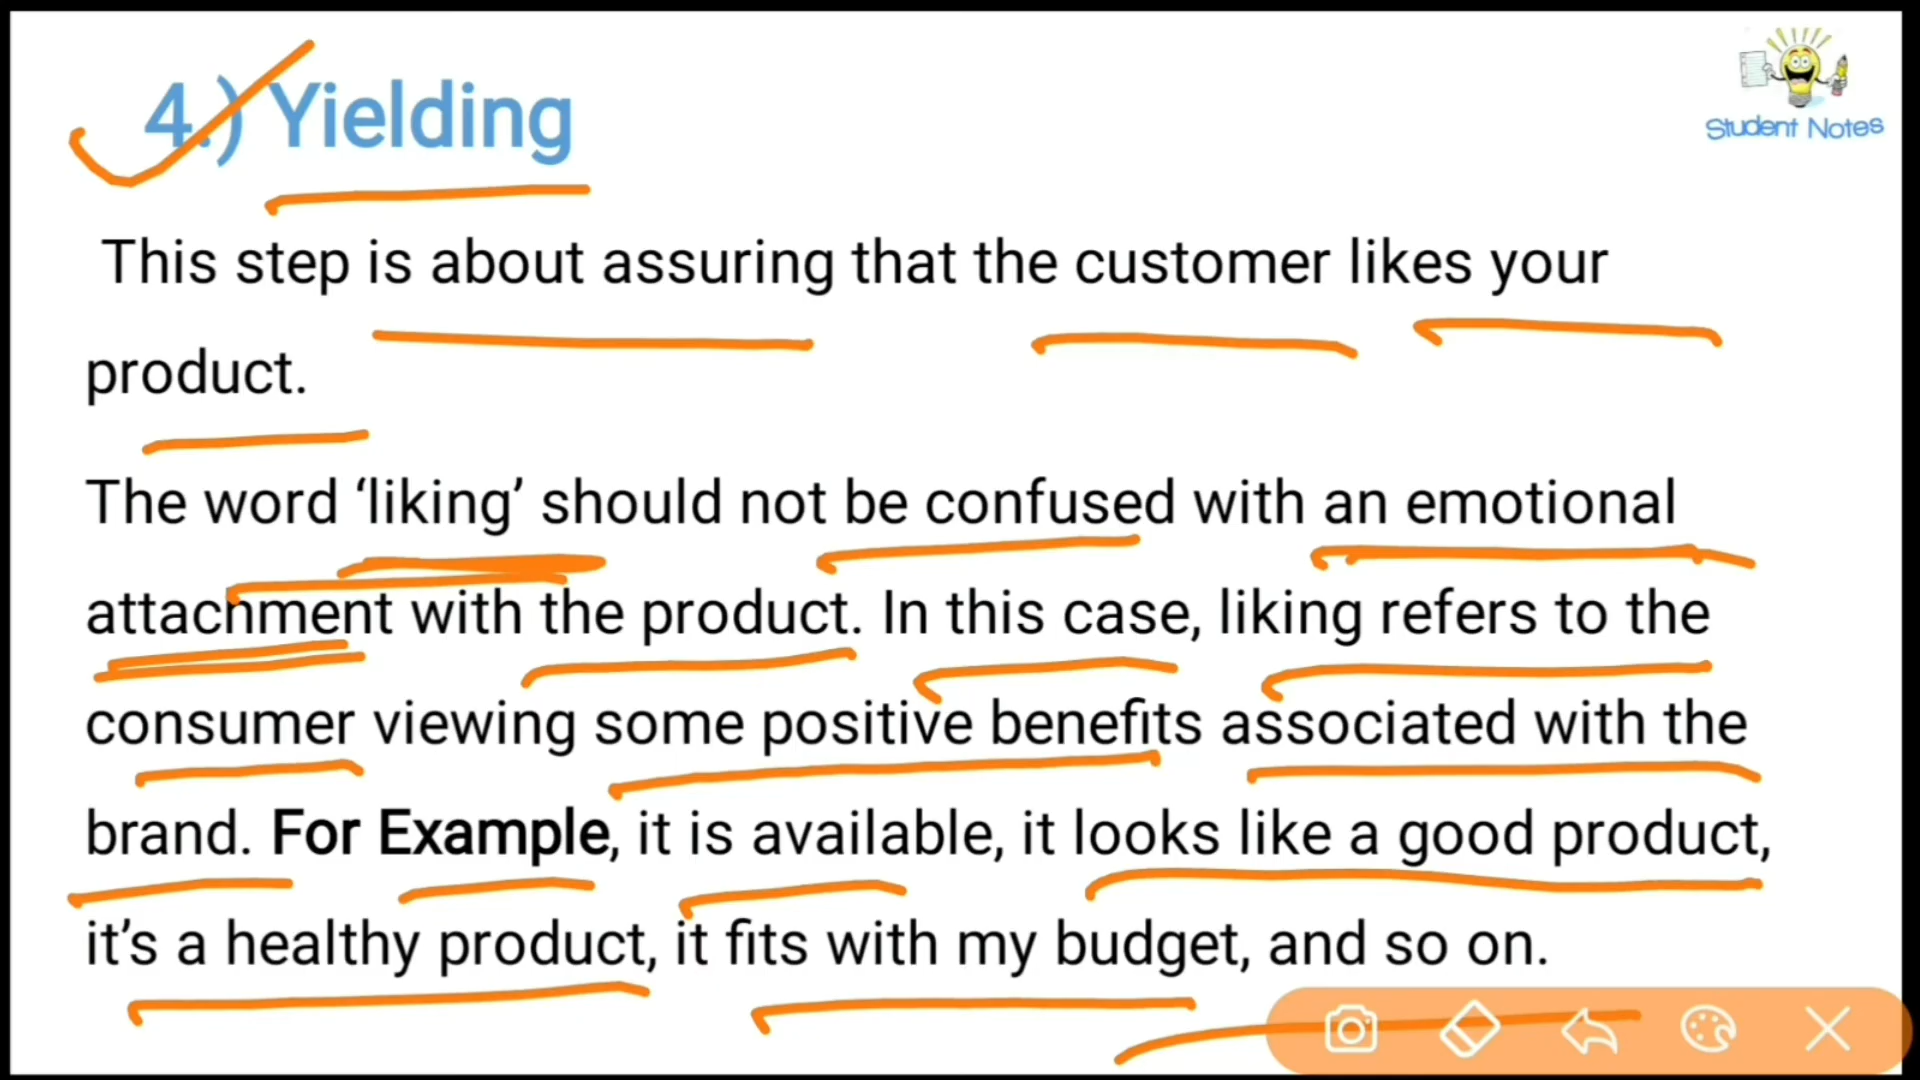 4.) Yielding
Student Notes
This step is about assuring that the customer likes your
product.
The word ‘liking’ should not be confused with an emotional
attachment with the product. In this case, liking refers to the
consumer viewing some positive benefits associated with the
brand. For Example, it is available, it looks like a good product,
it’s a healthy product, it fits with my budget, and so on.